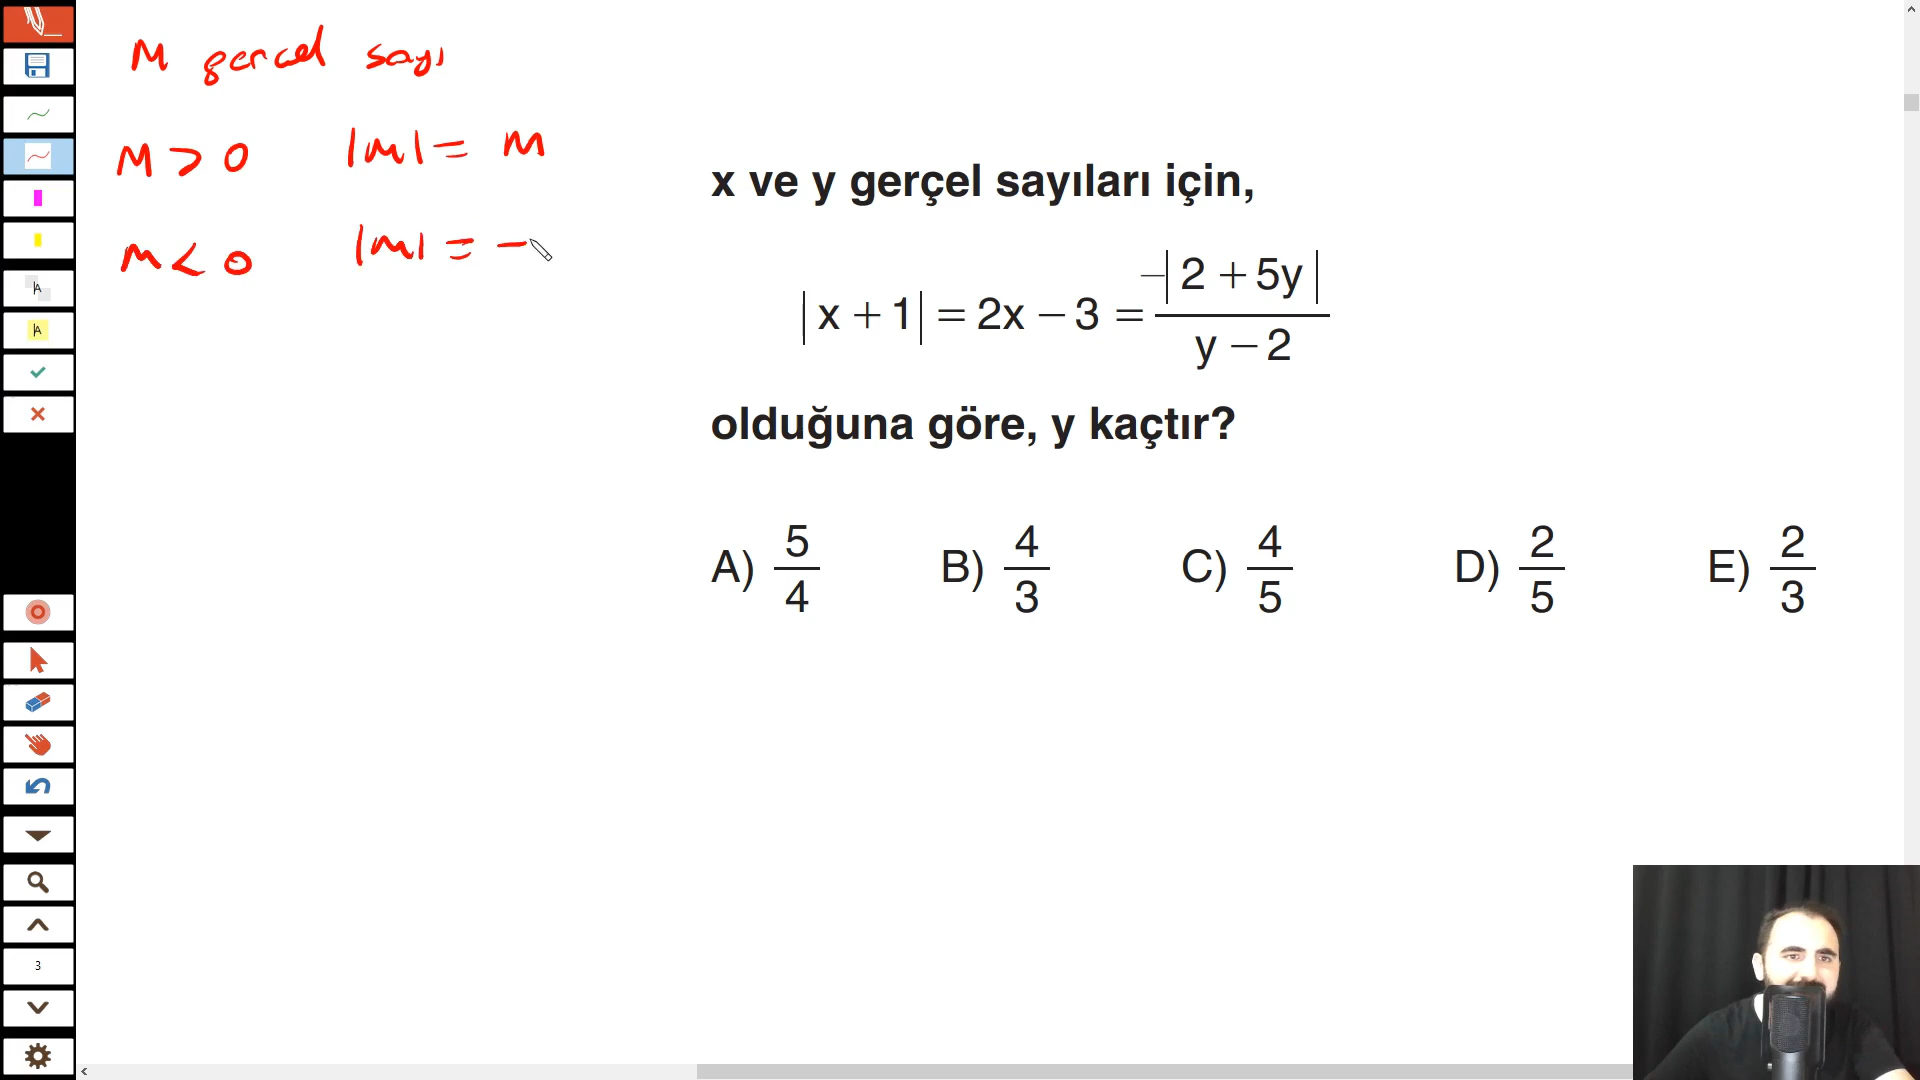 M gercel sayı
M > 0 |M| = M
M < 0 |M| = −
x ve y gerçel sayıları için,
|x + 1| = 2x − 3 = −|2 + 5y| / y − 2
olduğuna göre, y kaçtır?
A) 5/4 B) 4/3 C) 4/5 D) 2/5 E) 2/3
A
A
3